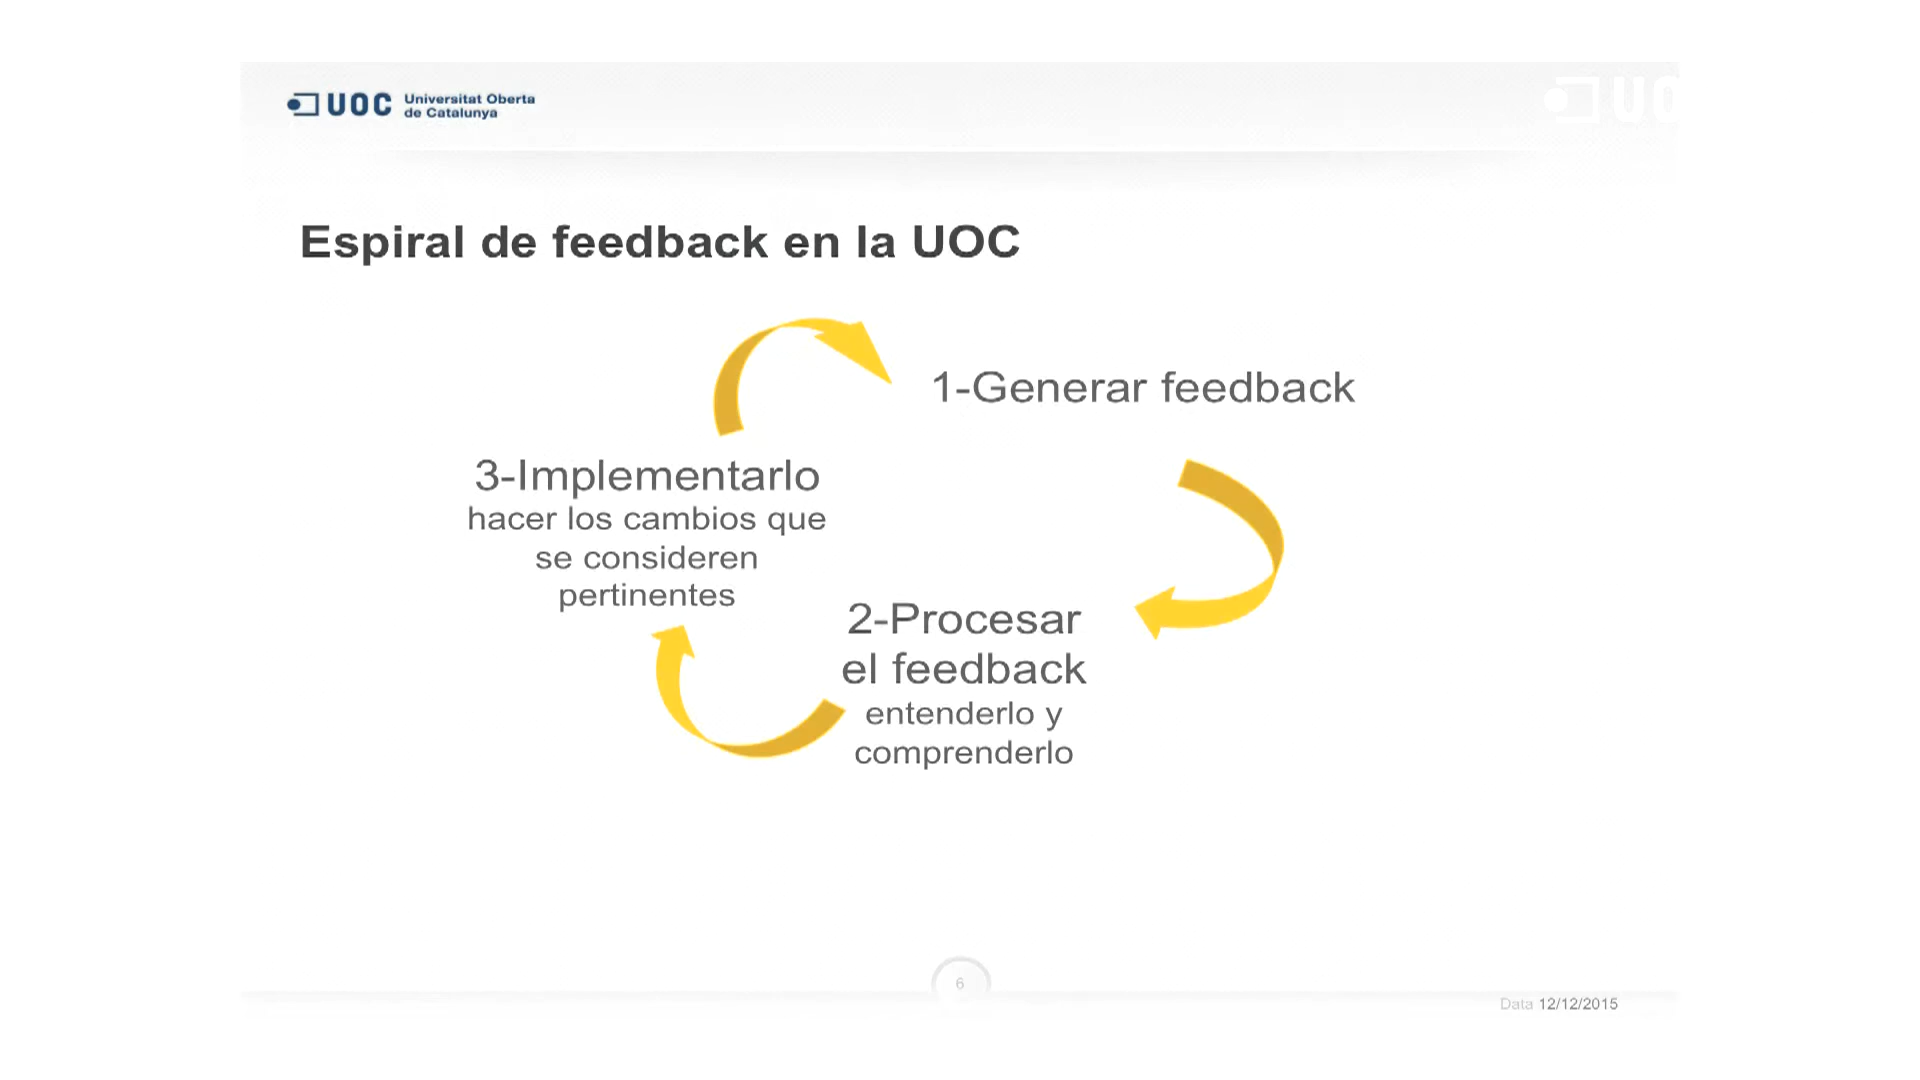 UOC Universitat Oberta
de Catalunya
UO
Espiral de feedback en la UOC
1-Generar feedback
3-Implementarlo
hacer los cambios que
se consideren
pertinentes
2-Procesar
el feedback
entenderlo y
comprenderlo
6
Data 12/12/2015